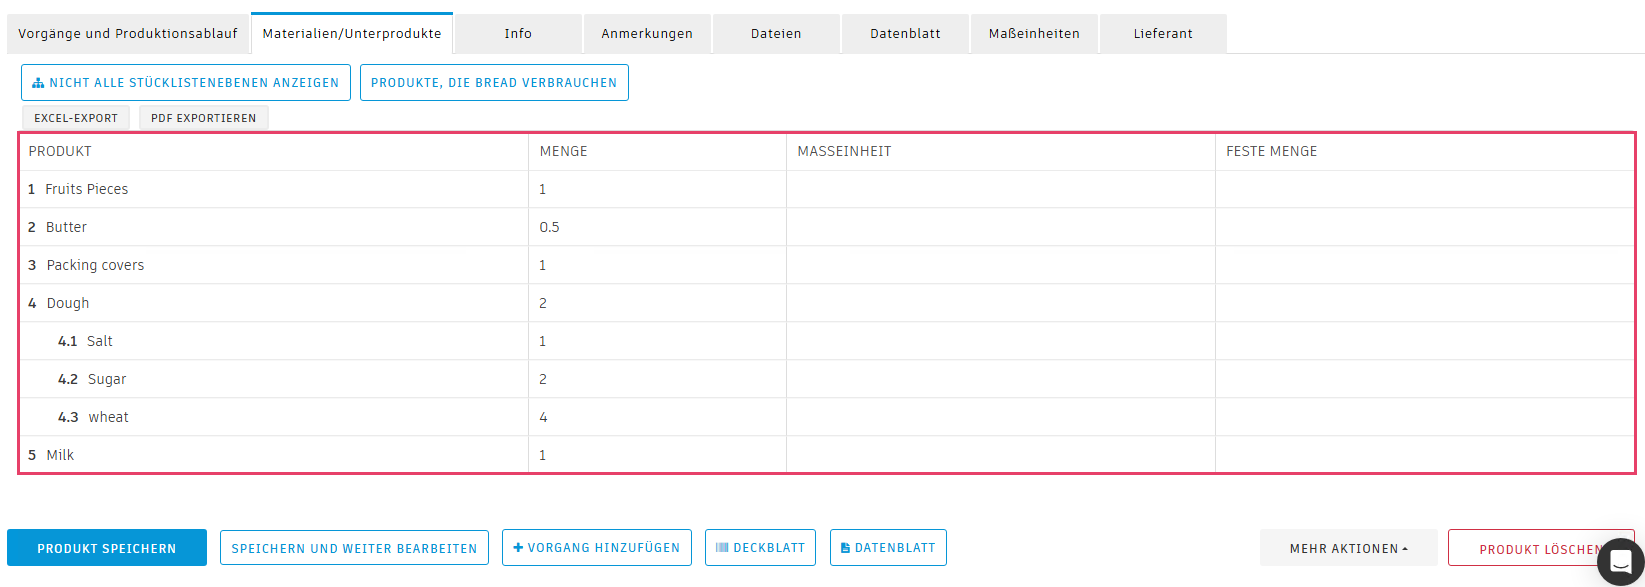 Vorgänge und Produktionsablauf Materialien/Unterprodukte Info Anmerkungen Dateien Datenblatt Maßeinheiten Lieferant
NICHT ALLE STÜCKLISTENEBENEN ANZEIGEN PRODUKTE, DIE BREAD VERBRAUCHEN
EXCEL-EXPORT PDF EXPORTIEREN
PRODUKT MENGE MASSEINHEIT FESTE MENGE
1 Fruits Pieces 1
2 Butter 0.5
3 Packing covers 1
4 Dough 2
4.1 Salt 1
4.2 Sugar 2
4.3 wheat 4
5 Milk 1
PRODUKT SPEICHERN SPEICHERN UND WEITER BEARBEITEN VORGANG HINZUFÜGEN DECKBLATT DATENBLATT MEHR AKTIONEN PRODUKT LÖSCHEN